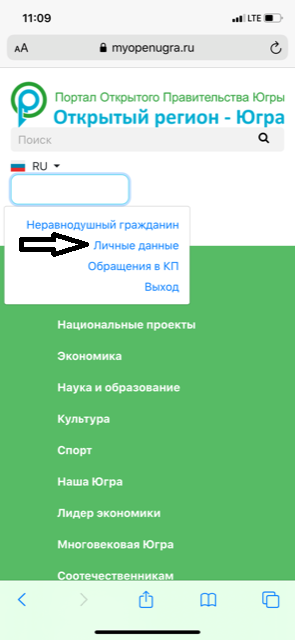 11:09
LTE
AA
myopenugra.ru
Портал Открытого Правительства Югры
Открытый регион - Югра
Поиск
RU
Неравнодушный гражданин
Личные данные
Обращения в КП
Выход
Национальные проекты
Экономика
Наука и образование
Культура
Спорт
Наша Югра
Лидер экономики
Многовековая Югра
Соотечественникам